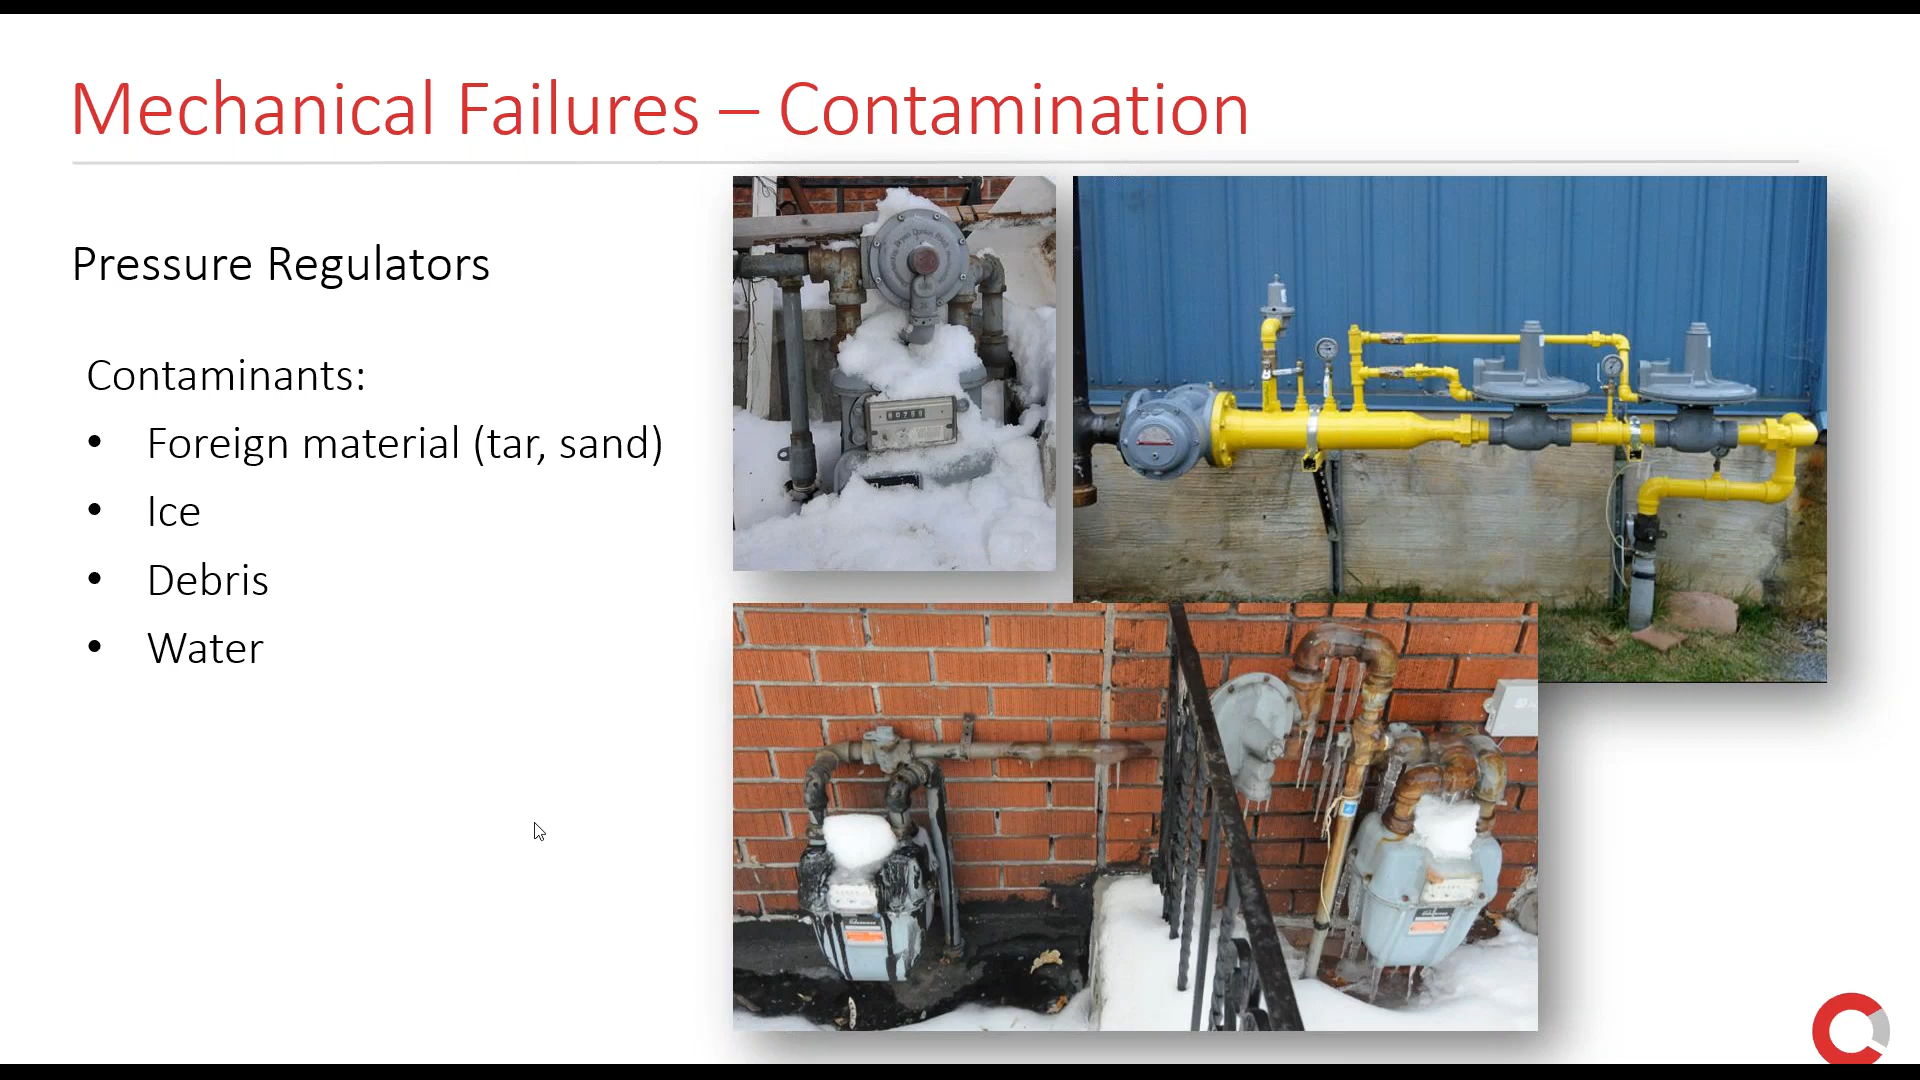 Mechanical Failures – Contamination
Pressure Regulators
Contaminants:
• Foreign material (tar, sand)
• Ice
• Debris
• Water